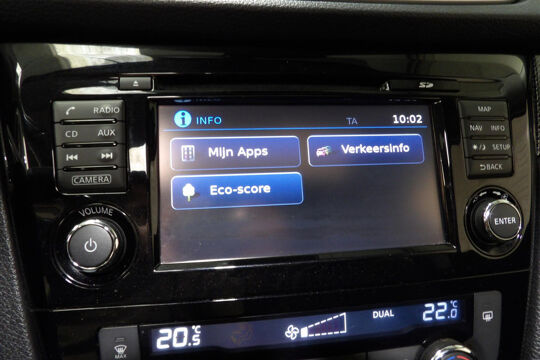 SD
RADIO
CD AUX
CAMERA
VOLUME
INFO TA 10:02
Mijn Apps Verkeersinfo
Eco-score
MAP
NAV INFO
SETUP
BACK
ENTER
MAX
20.5 °C DUAL 22.0 °C